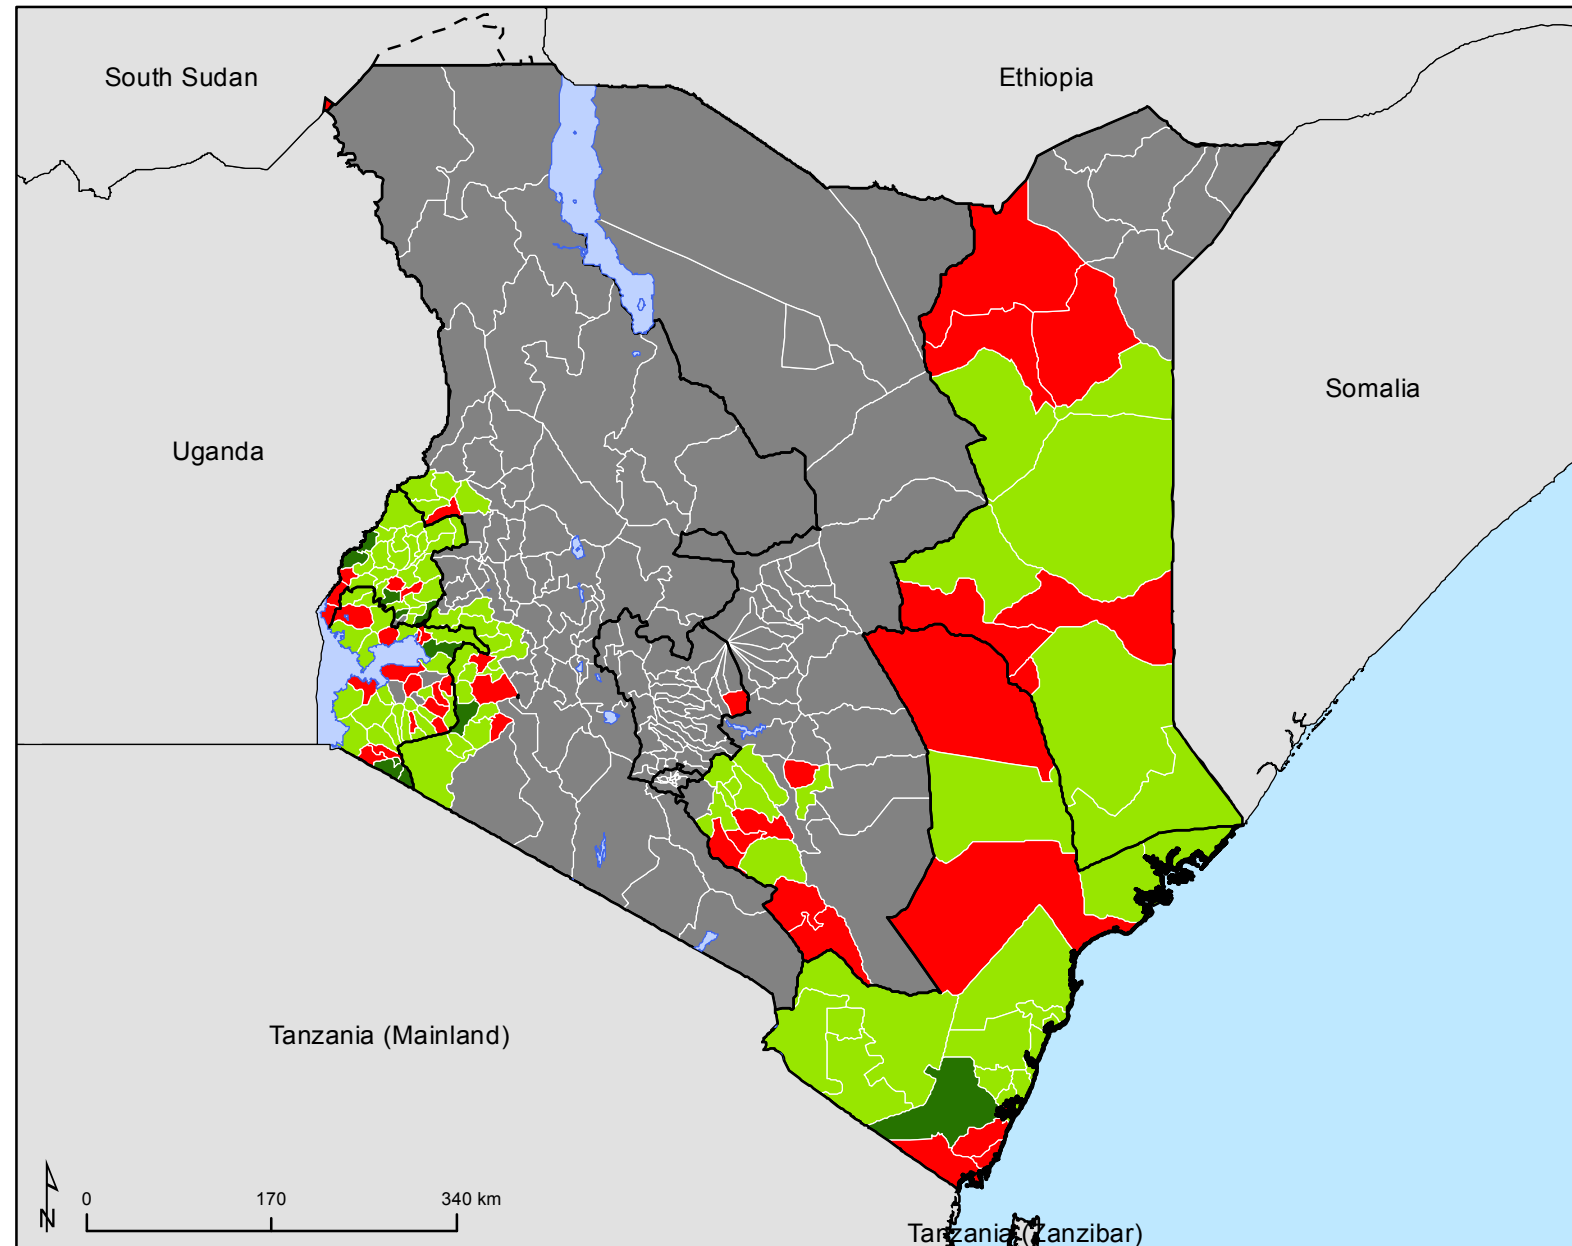 South Sudan
Ethiopia
Somalia
Uganda
Tanzania (Mainland)
N
0
170
340 km
Tanzania (Zanzibar)